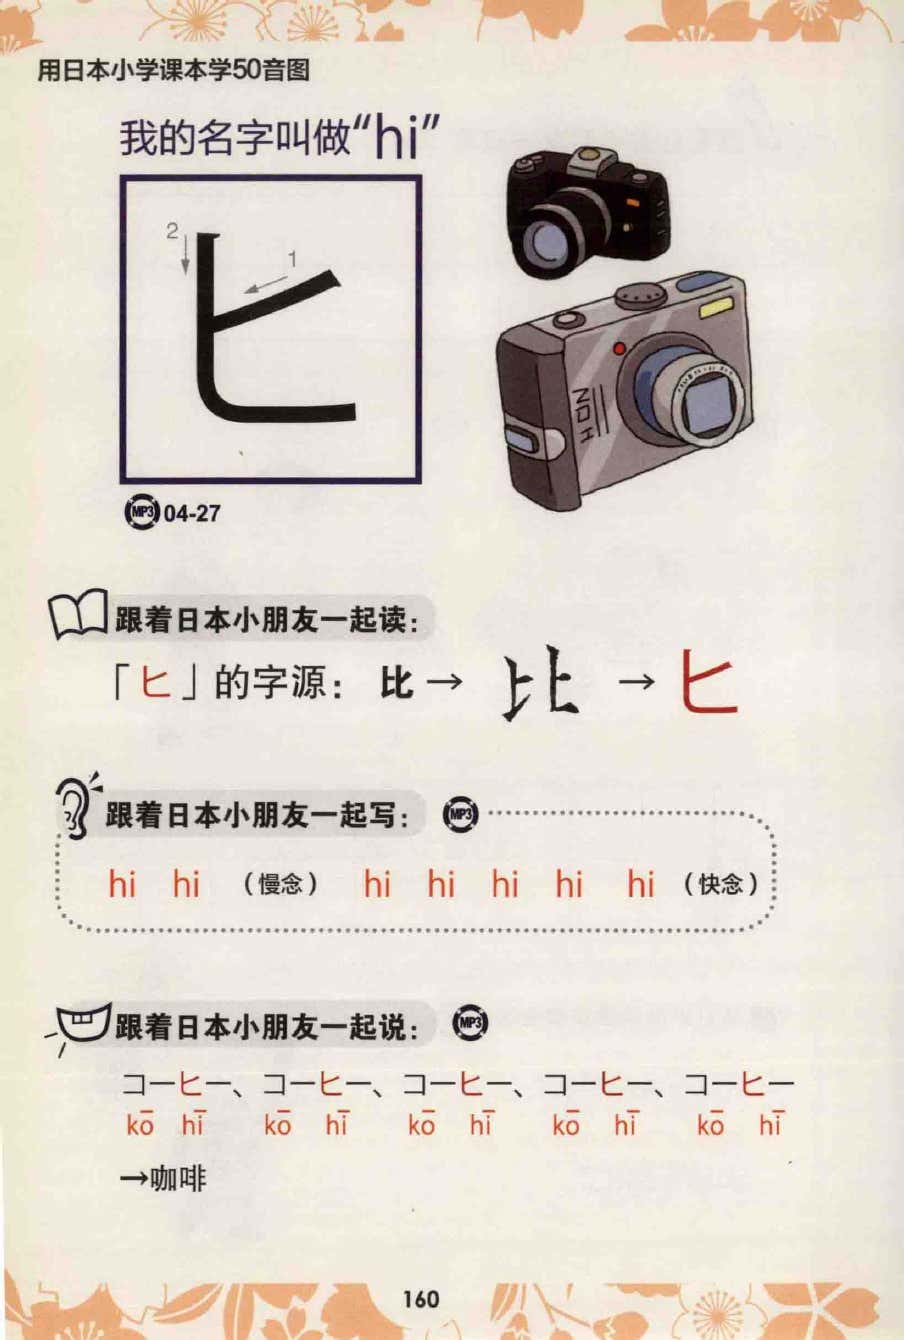 用日本小学课本学50音图
我的名字叫做“hi”
ヒ
2
1
MP3 04-27
跟着日本小朋友一起读：
「ヒ」的字源： 比→ 比 →ヒ
跟着日本小朋友一起写： MP3
hi hi （慢念） hi hi hi hi hi （快念）
跟着日本小朋友一起说： MP3
コーヒー、コーヒー、コーヒー、コーヒー、コーヒー
kō hī kō hī kō hī kō hī kō hī
→咖啡
160